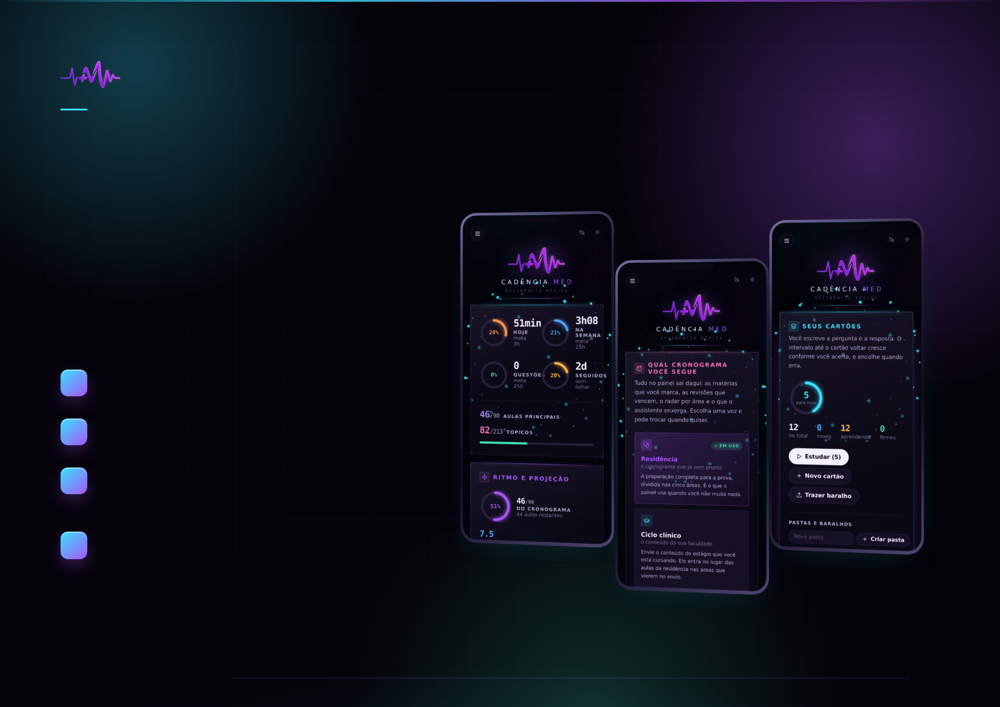 CADÊNCIA MED
RESIDÊNCIA MÉDICA
28%
51min
HOJE
meta
3h
21%
3h08
NA
SEMANA
meta
15h
0%
0
QUESTÕES
meta
250
20%
2d
SEGUIDOS
sem
falhar
46/90 AULAS PRINCIPAIS
82/213 TÓPICOS
RITMO E PROJEÇÃO
51%
46/90
DO CRONOGRAMA
44 aulas restantes
7.5
CADÊNCIA MED
RESIDÊNCIA MÉDICA
QUAL CRONOGRAMA
VOCÊ SEGUE
Tudo no painel sai daqui: as matérias
que você marca, as revisões que
vencem, o radar por área e o que o
assistente enxerga. Escolha uma vez e
pode trocar quando quiser.
EM USO
Residência
o cronograma que já vem pronto
A preparação completa para a prova,
dividida nas cinco áreas. É o que o
painel usa quando você não muda nada.
Ciclo clínico
o conteúdo da sua faculdade
Envie o conteúdo do estágio que você
está cursando. Ele entra no lugar das
aulas da residência nas áreas que
vierem no envio.
CADÊNCIA MED
RESIDÊNCIA MÉDICA
SEUS CARTÕES
Você escreve a pergunta e a resposta. O
intervalo até o cartão voltar cresce
conforme você acerta, e encolhe quando
erra.
5
para hoje
12
no total
0
novos
12
aprendendo
0
firmes
Estudar (5)
+ Novo cartão
Trazer baralho
PASTAS E BARALHOS
Nova pasta
+ Criar pasta